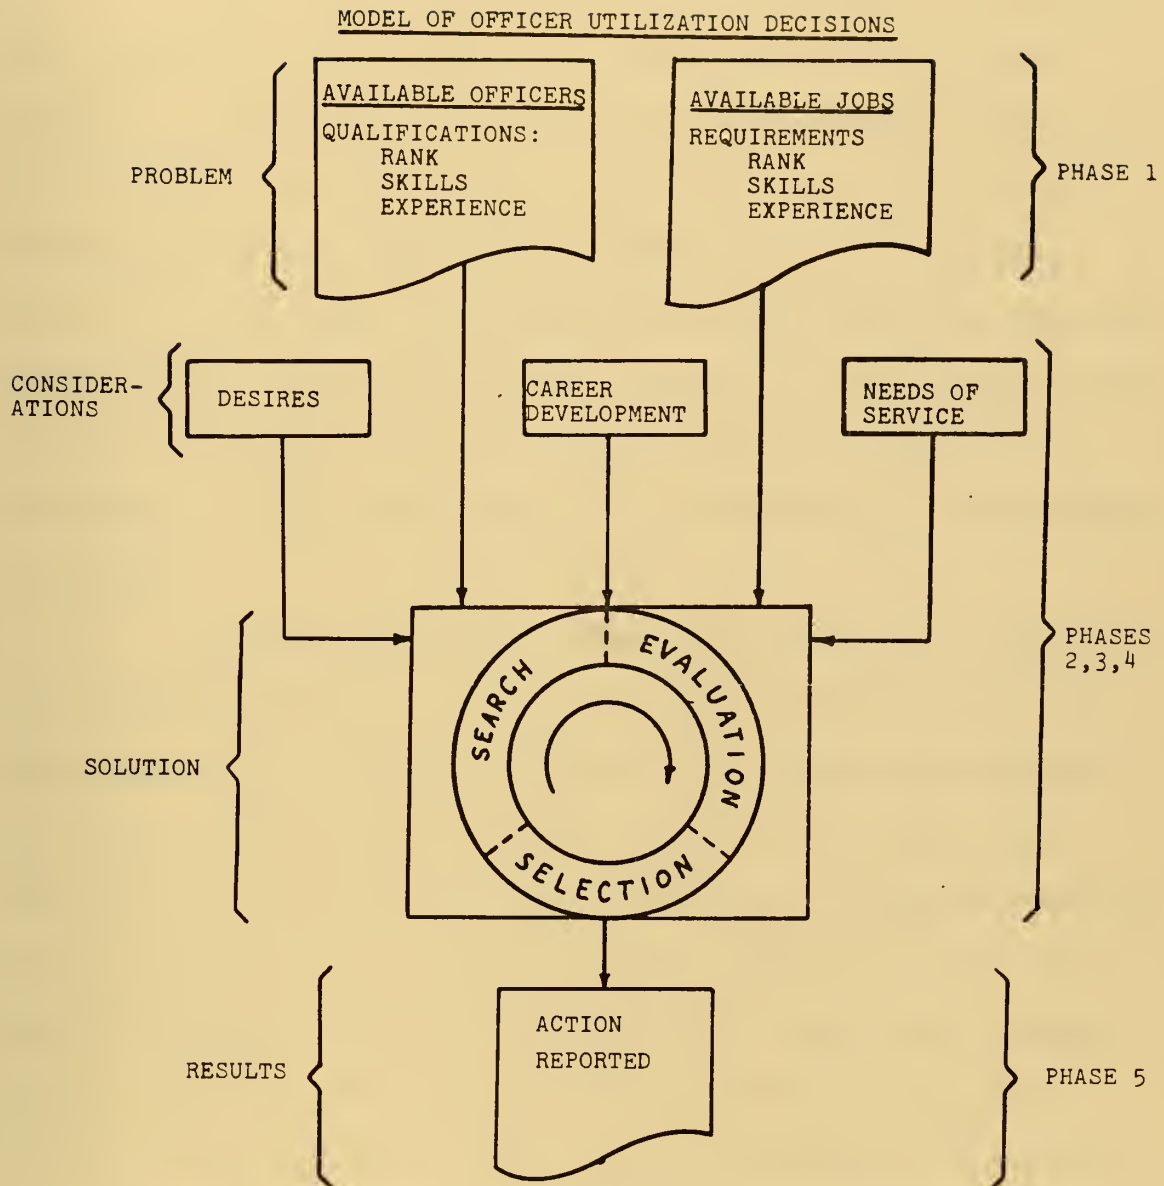 MODEL OF OFFICER UTILIZATION DECISIONS
AVAILABLE OFFICERS
QUALIFICATIONS:
RANK
SKILLS
EXPERIENCE
AVAILABLE JOBS
REQUIREMENTS
RANK
SKILLS
EXPERIENCE
PROBLEM
PHASE 1
CONSIDER-
ATIONS
DESIRES
CAREER
DEVELOPMENT
NEEDS OF
SERVICE
PHASES
2,3,4
SOLUTION
SEARCH
EVALUATION
SELECTION
RESULTS
ACTION
REPORTED
PHASE 5